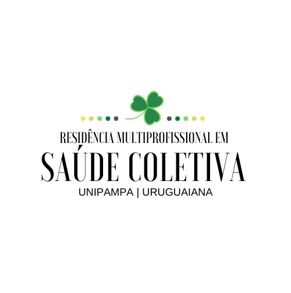 RESIDÊNCIA MULTIPROFISSIONAL EM
SAÚDE COLETIVA
UNIPAMPA | URUGUAIANA